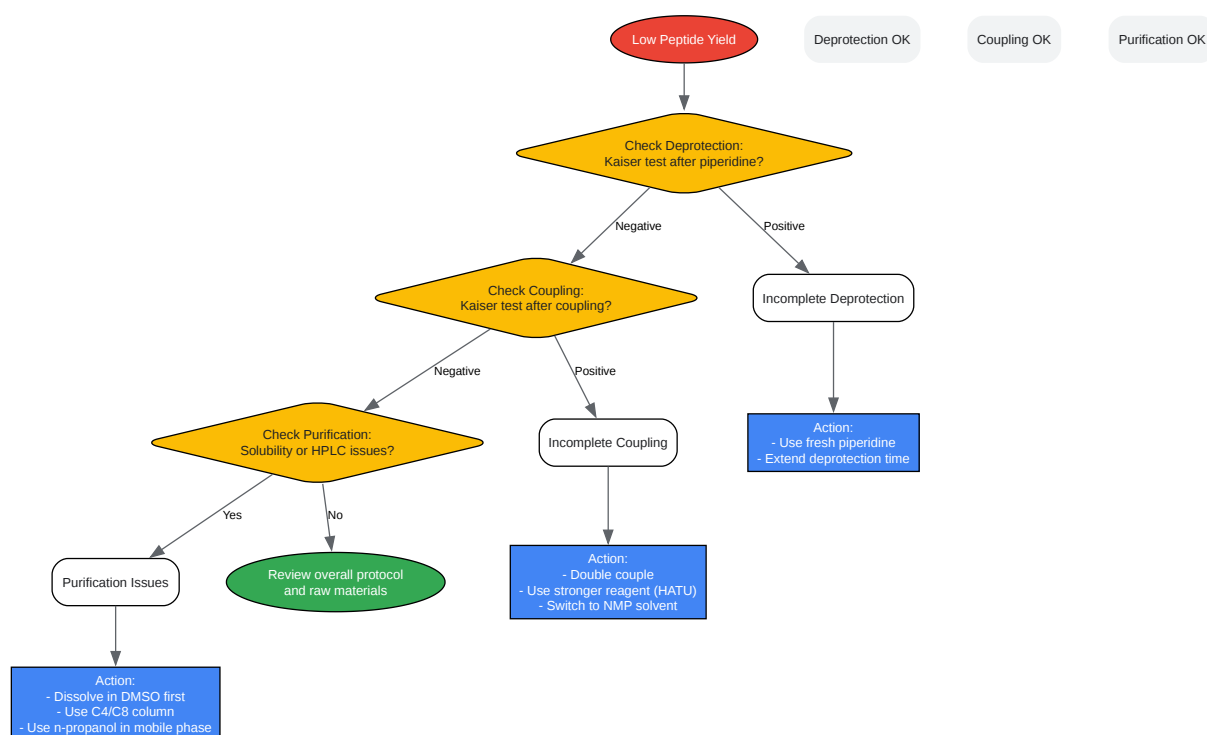 Low Peptide Yield
Deprotection OK
Coupling OK
Purification OK
Check Deprotection:
Kaiser test after piperidine?
Negative
Positive
Check Coupling:
Kaiser test after coupling?
Incomplete Deprotection
Negative
Positive
Check Purification:
Solubility or HPLC issues?
Incomplete Coupling
Action:
- Use fresh piperidine
- Extend deprotection time
Yes
No
Purification Issues
Review overall protocol
and raw materials
Action:
- Double couple
- Use stronger reagent (HATU)
- Switch to NMP solvent
Action:
- Dissolve in DMSO first
- Use C4/C8 column
- Use n-propanol in mobile phase